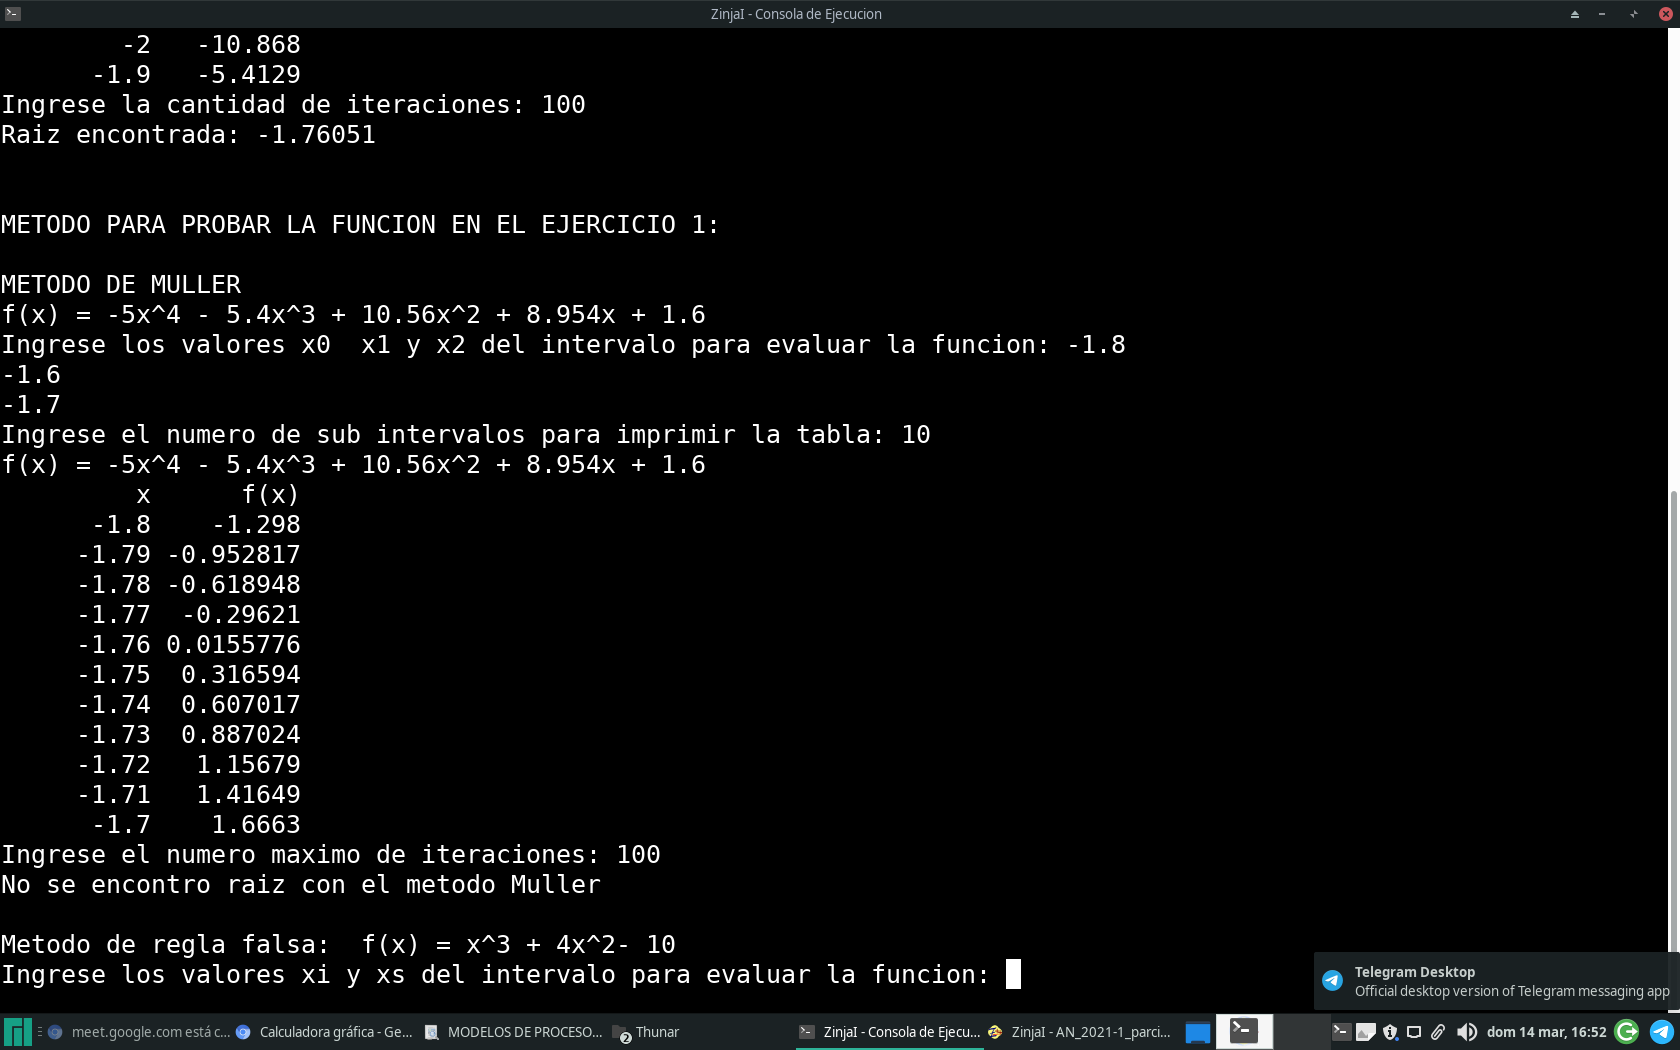 ZinjaI - Consola de Ejecucion
-2 -10.868
-1.9 -5.4129
Ingrese la cantidad de iteraciones: 100
Raiz encontrada: -1.76051
METODO PARA PROBAR LA FUNCION EN EL EJERCICIO 1:
METODO DE MULLER
f(x) = -5x^4 - 5.4x^3 + 10.56x^2 + 8.954x + 1.6
Ingrese los valores x0  x1 y x2 del intervalo para evaluar la funcion: -1.8
-1.6
-1.7
Ingrese el numero de sub intervalos para imprimir la tabla: 10
f(x) = -5x^4 - 5.4x^3 + 10.56x^2 + 8.954x + 1.6
x f(x)
-1.8 -1.298
-1.79 -0.952817
-1.78 -0.618948
-1.77 -0.29621
-1.76 0.0155776
-1.75 0.316594
-1.74 0.607017
-1.73 0.887024
-1.72 1.15679
-1.71 1.41649
-1.7 1.6663
Ingrese el numero maximo de iteraciones: 100
No se encontro raiz con el metodo Muller
Metodo de regla falsa:  f(x) = x^3 + 4x^2- 10
Ingrese los valores xi y xs del intervalo para evaluar la funcion:
Telegram Desktop
Official desktop version of Telegram messaging app
meet.google.com está c... Calculadora gráfica - Ge... MODELOS DE PROCESO... 2 Thunar ZinjaI - Consola de Ejecu... ZinjaI - AN_2021-1_parci... dom 14 mar, 16:52